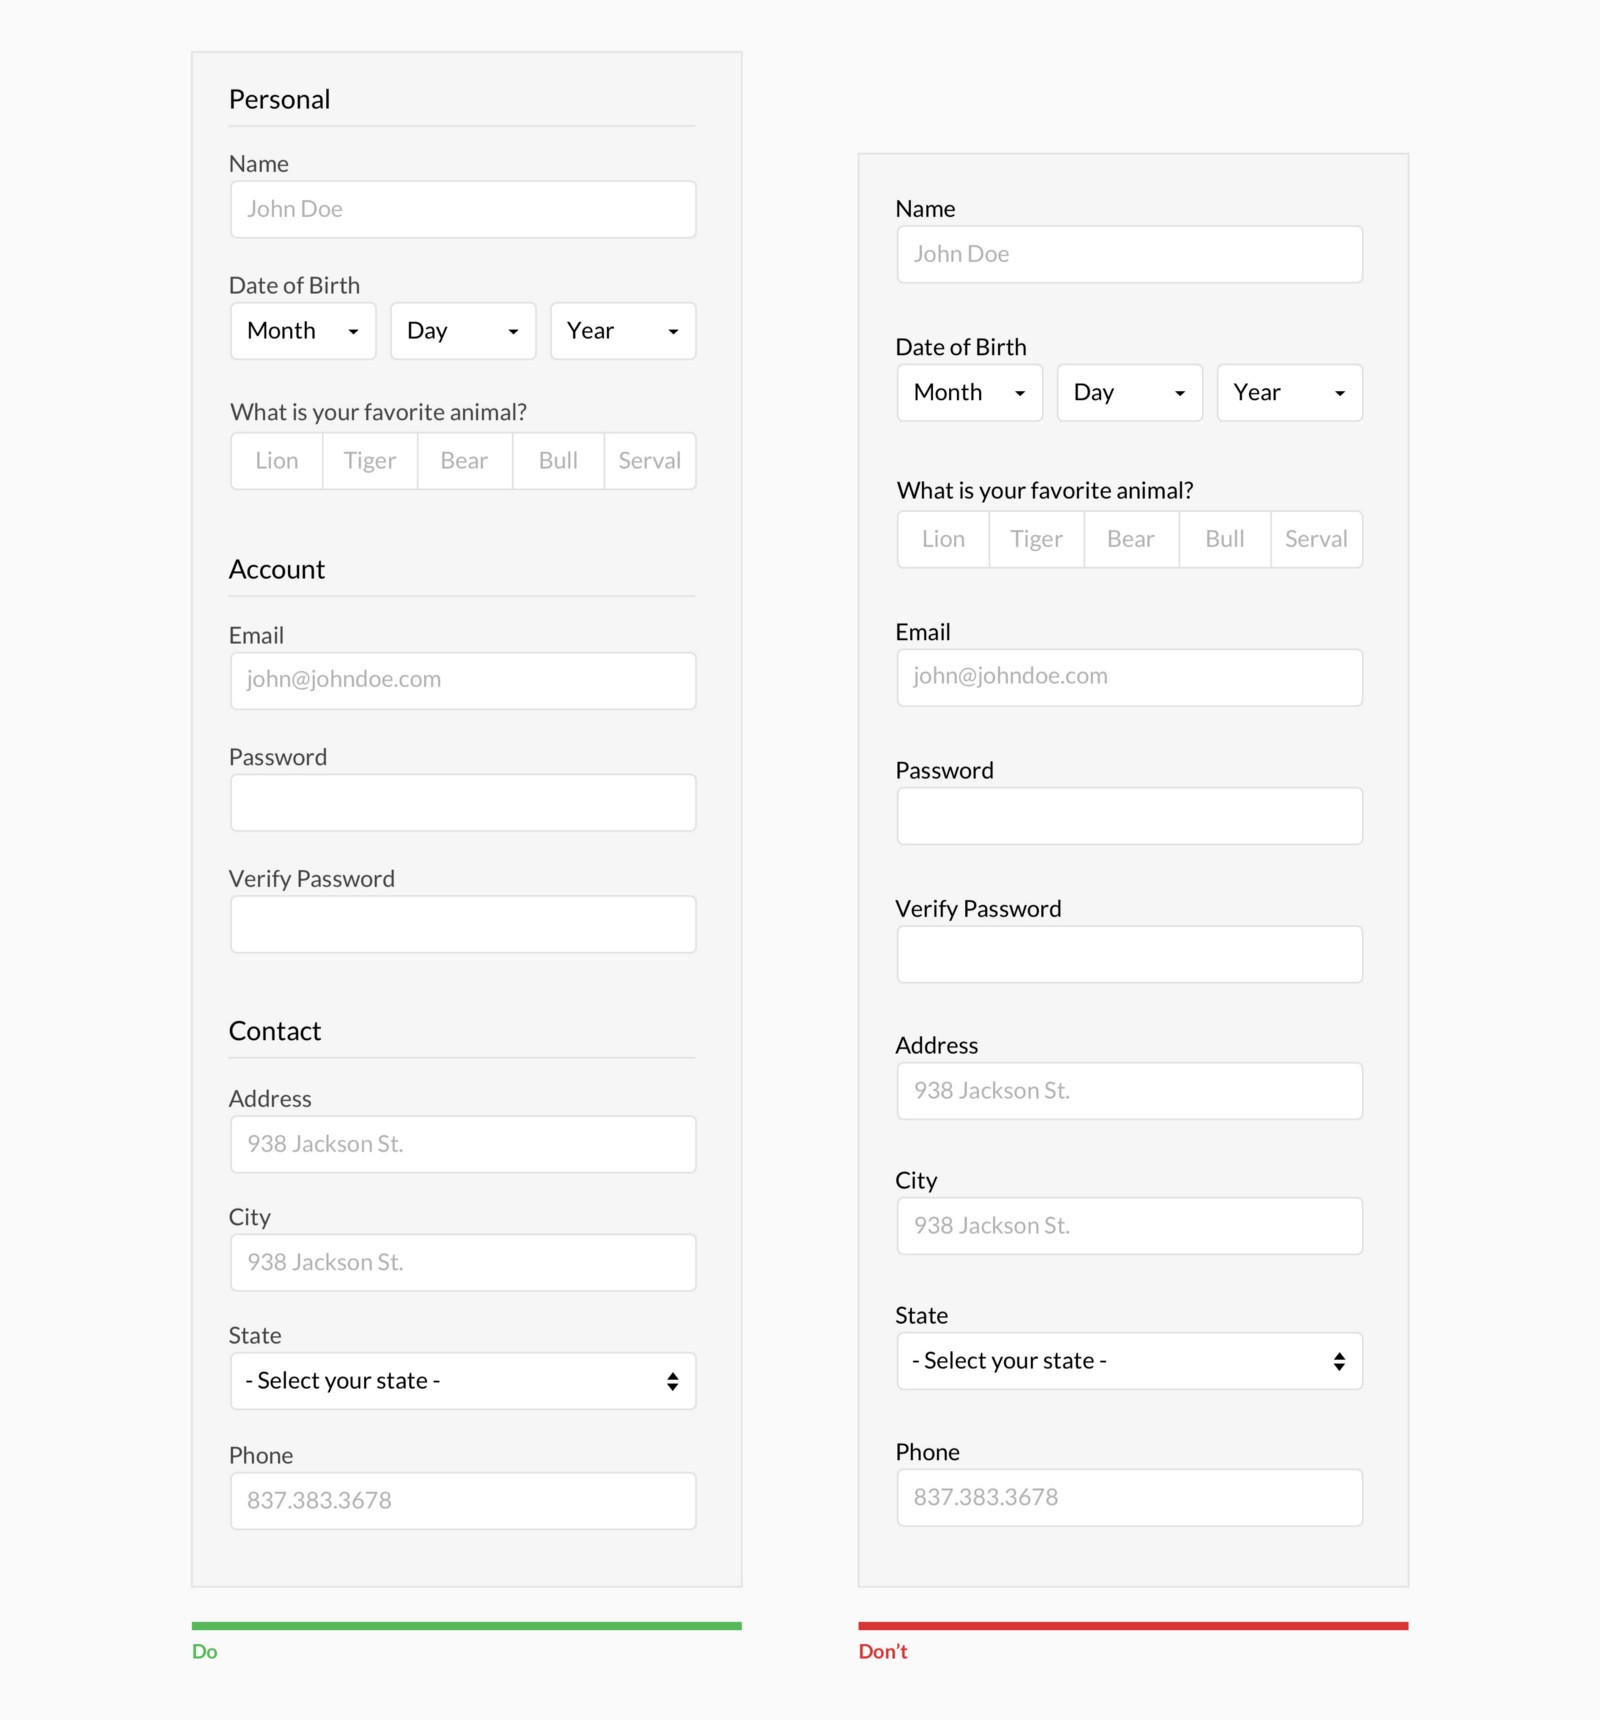 Personal
Name
John Doe
Date of Birth
Month Day Year
What is your favorite animal?
Lion Tiger Bear Bull Serval
Account
Email
john@johndoe.com
Password
Verify Password
Contact
Address
938 Jackson St.
City
938 Jackson St.
State
- Select your state -
Phone
837.383.3678
Do
Name
John Doe
Date of Birth
Month Day Year
What is your favorite animal?
Lion Tiger Bear Bull Serval
Email
john@johndoe.com
Password
Verify Password
Address
938 Jackson St.
City
938 Jackson St.
State
- Select your state -
Phone
837.383.3678
Don’t